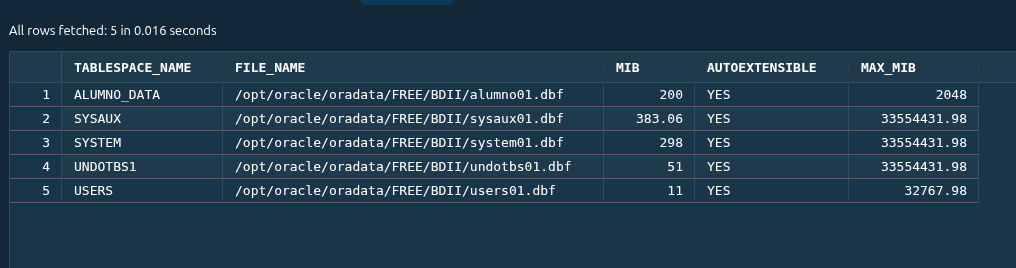 All rows fetched: 5 in 0.016 seconds
TABLESPACE_NAME FILE_NAME MIB AUTOEXTENSIBLE MAX_MIB
1 ALUMNO_DATA /opt/oracle/oradata/FREE/BDII/alumno01.dbf 200 YES 2048
2 SYSAUX /opt/oracle/oradata/FREE/BDII/sysaux01.dbf 383.06 YES 33554431.98
3 SYSTEM /opt/oracle/oradata/FREE/BDII/system01.dbf 298 YES 33554431.98
4 UNDOTBS1 /opt/oracle/oradata/FREE/BDII/undotbs01.dbf 51 YES 33554431.98
5 USERS /opt/oracle/oradata/FREE/BDII/users01.dbf 11 YES 32767.98